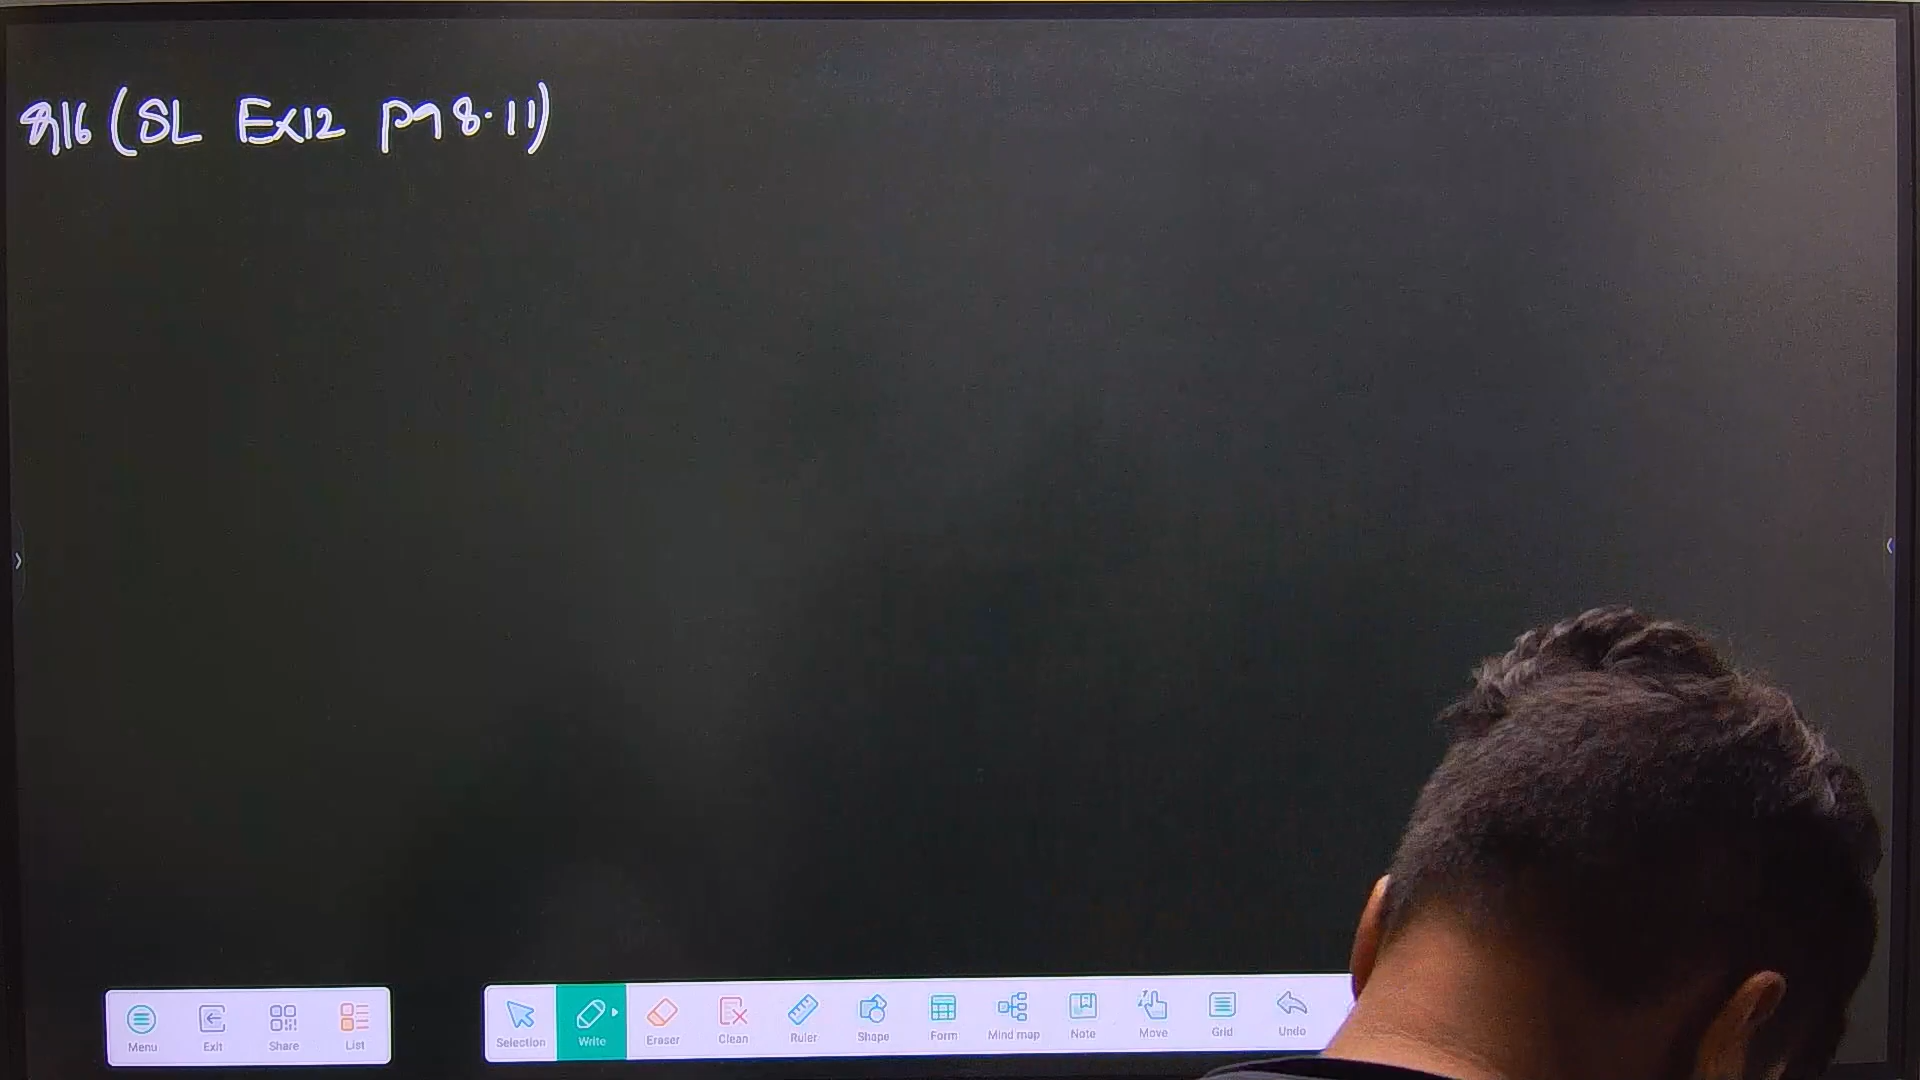 Q16 (SL Ex12 Pg 8.11)
Menu
Exit
Share
List
Selection
Write
Eraser
Clean
Ruler
Shape
Form
Mind map
Note
Move
Grid
Undo